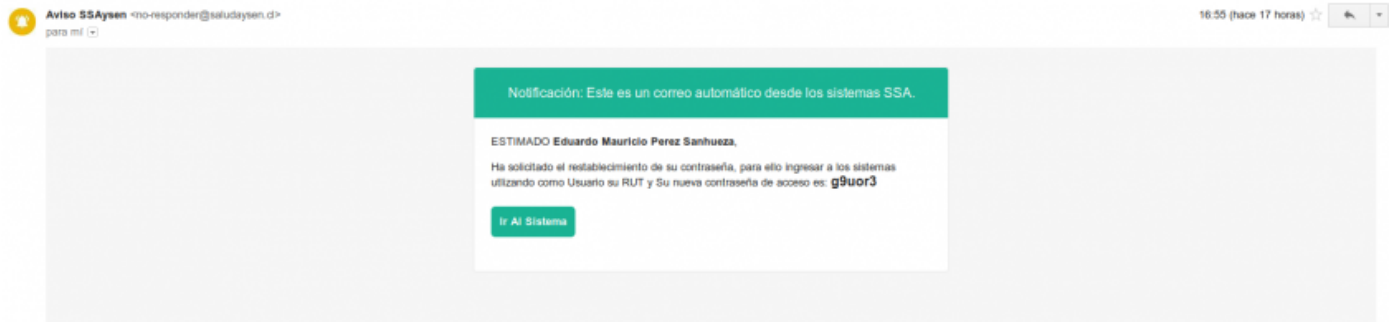 Aviso SSAysen <no-responder@saludaysen.cl>
16:55 (hace 17 horas)
para mí
Notificación: Este es un correo automático desde los sistemas SSA.
ESTIMADO Eduardo Mauricio Perez Sanhueza,
Ha solicitado el restablecimiento de su contraseña, para ello ingresar a los sistemas
utlizando como Usuario su RUT y Su nueva contraseña de acceso es: g9uor3
Ir Al Sistema